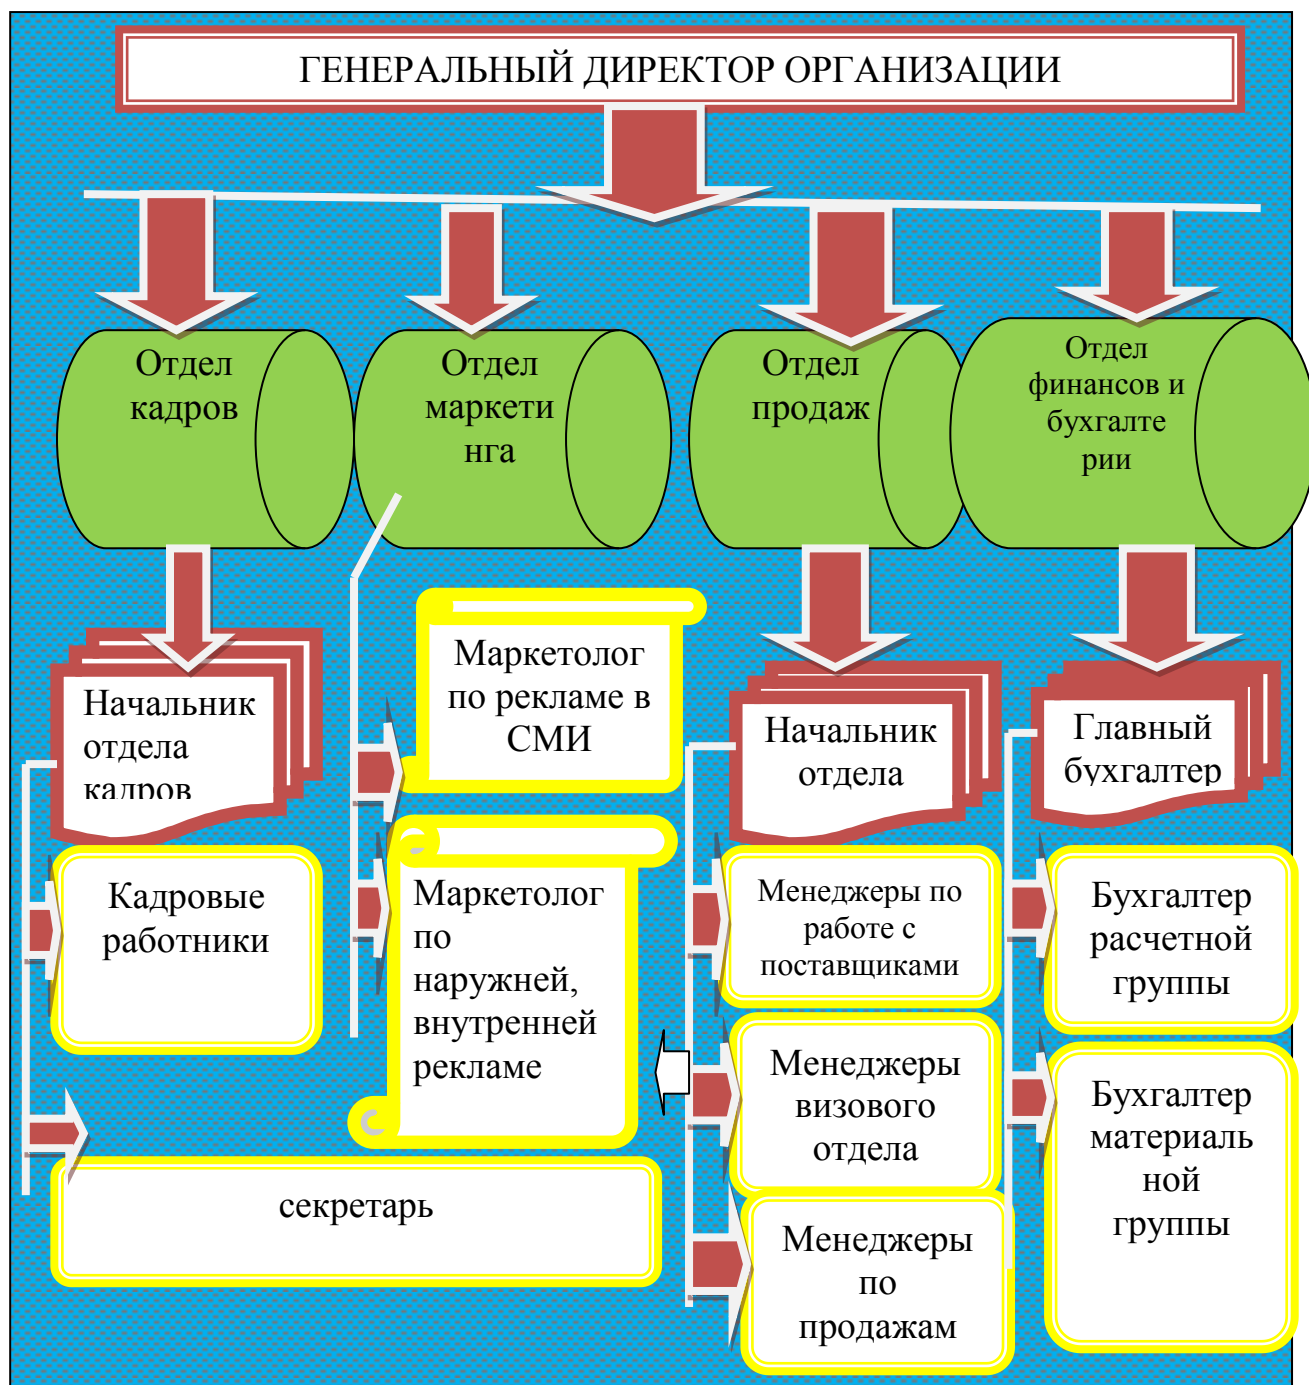 ГЕНЕРАЛЬНЫЙ ДИРЕКТОР ОРГАНИЗАЦИИ
Отдел
кадров
Отдел
маркети
нга
Отдел
продаж
Отдел
финансов и
бухгалте
рии
Начальник
отдела
кадров
Маркетолог
по рекламе в
СМИ
Начальник
отдела
Главный
бухгалтер
Кадровые
работники
Маркетолог
по
наружней,
внутренней
рекламе
Менеджеры по
работе с
поставщиками
Бухгалтер
расчетной
группы
Менеджеры
визового
отдела
Бухгалтер
материаль
ной
группы
секретарь
Менеджеры
по
продажам